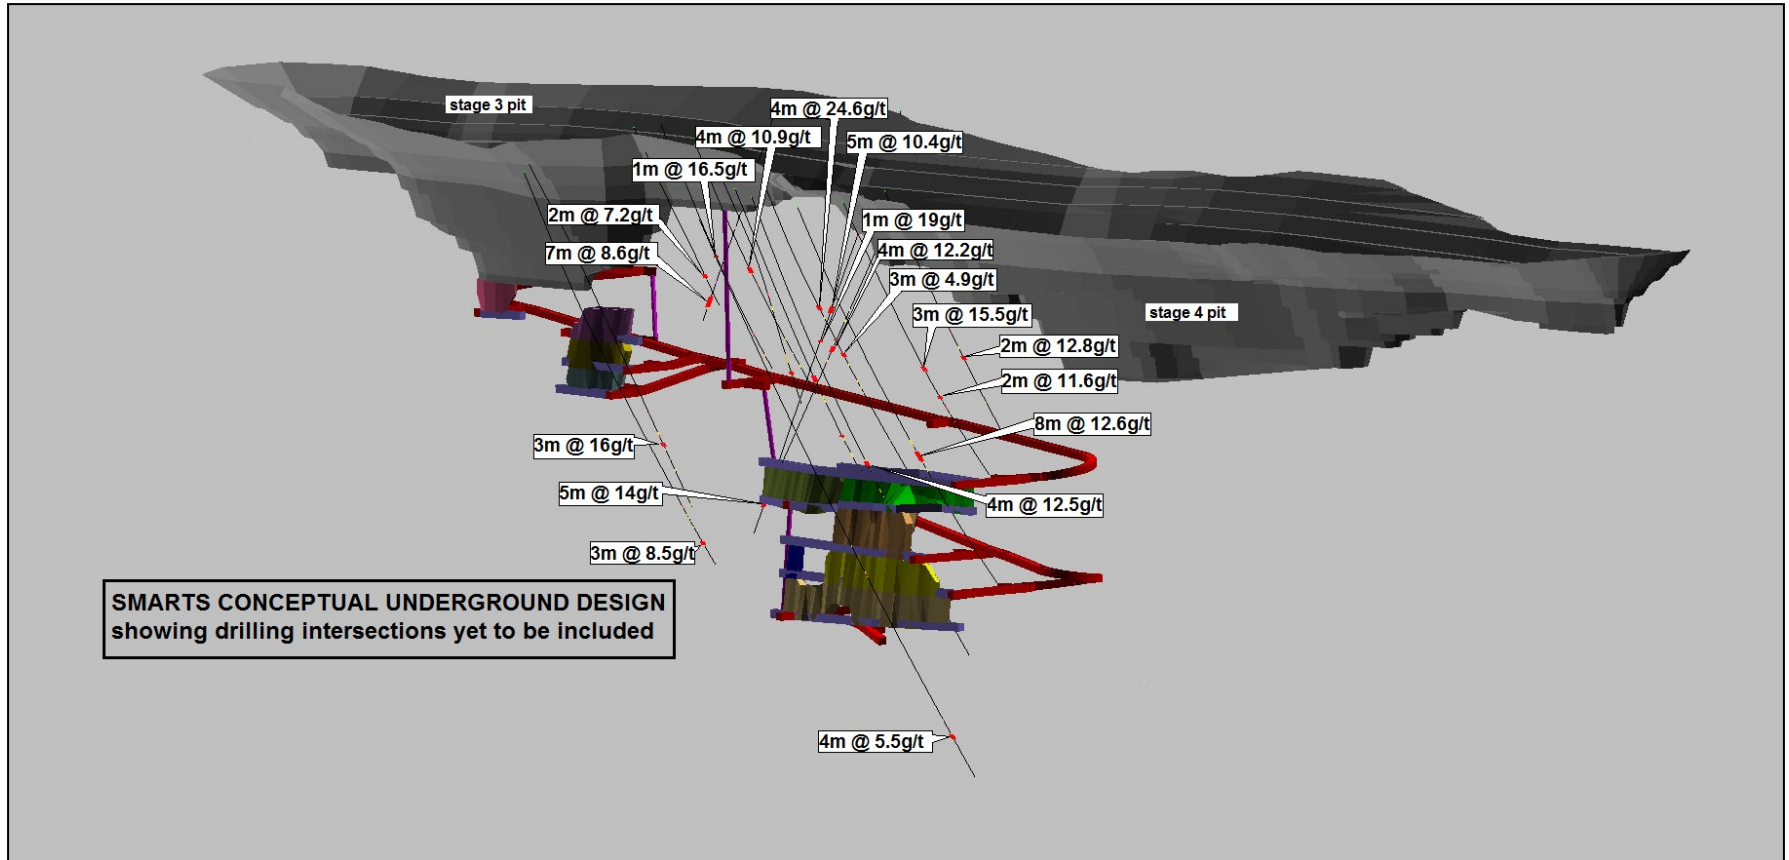 stage 3 pit
4m @ 24.6g/t
4m @ 10.9g/t
5m @ 10.4g/t
1m @ 16.5g/t
2m @ 7.2g/t
1m @ 19g/t
7m @ 8.6g/t
4m @ 12.2g/t
3m @ 4.9g/t
3m @ 15.5g/t
stage 4 pit
2m @ 12.8g/t
2m @ 11.6g/t
8m @ 12.6g/t
3m @ 16g/t
5m @ 14g/t
4m @ 12.5g/t
3m @ 8.5g/t
SMARTS CONCEPTUAL UNDERGROUND DESIGN
showing drilling intersections yet to be included
4m @ 5.5g/t